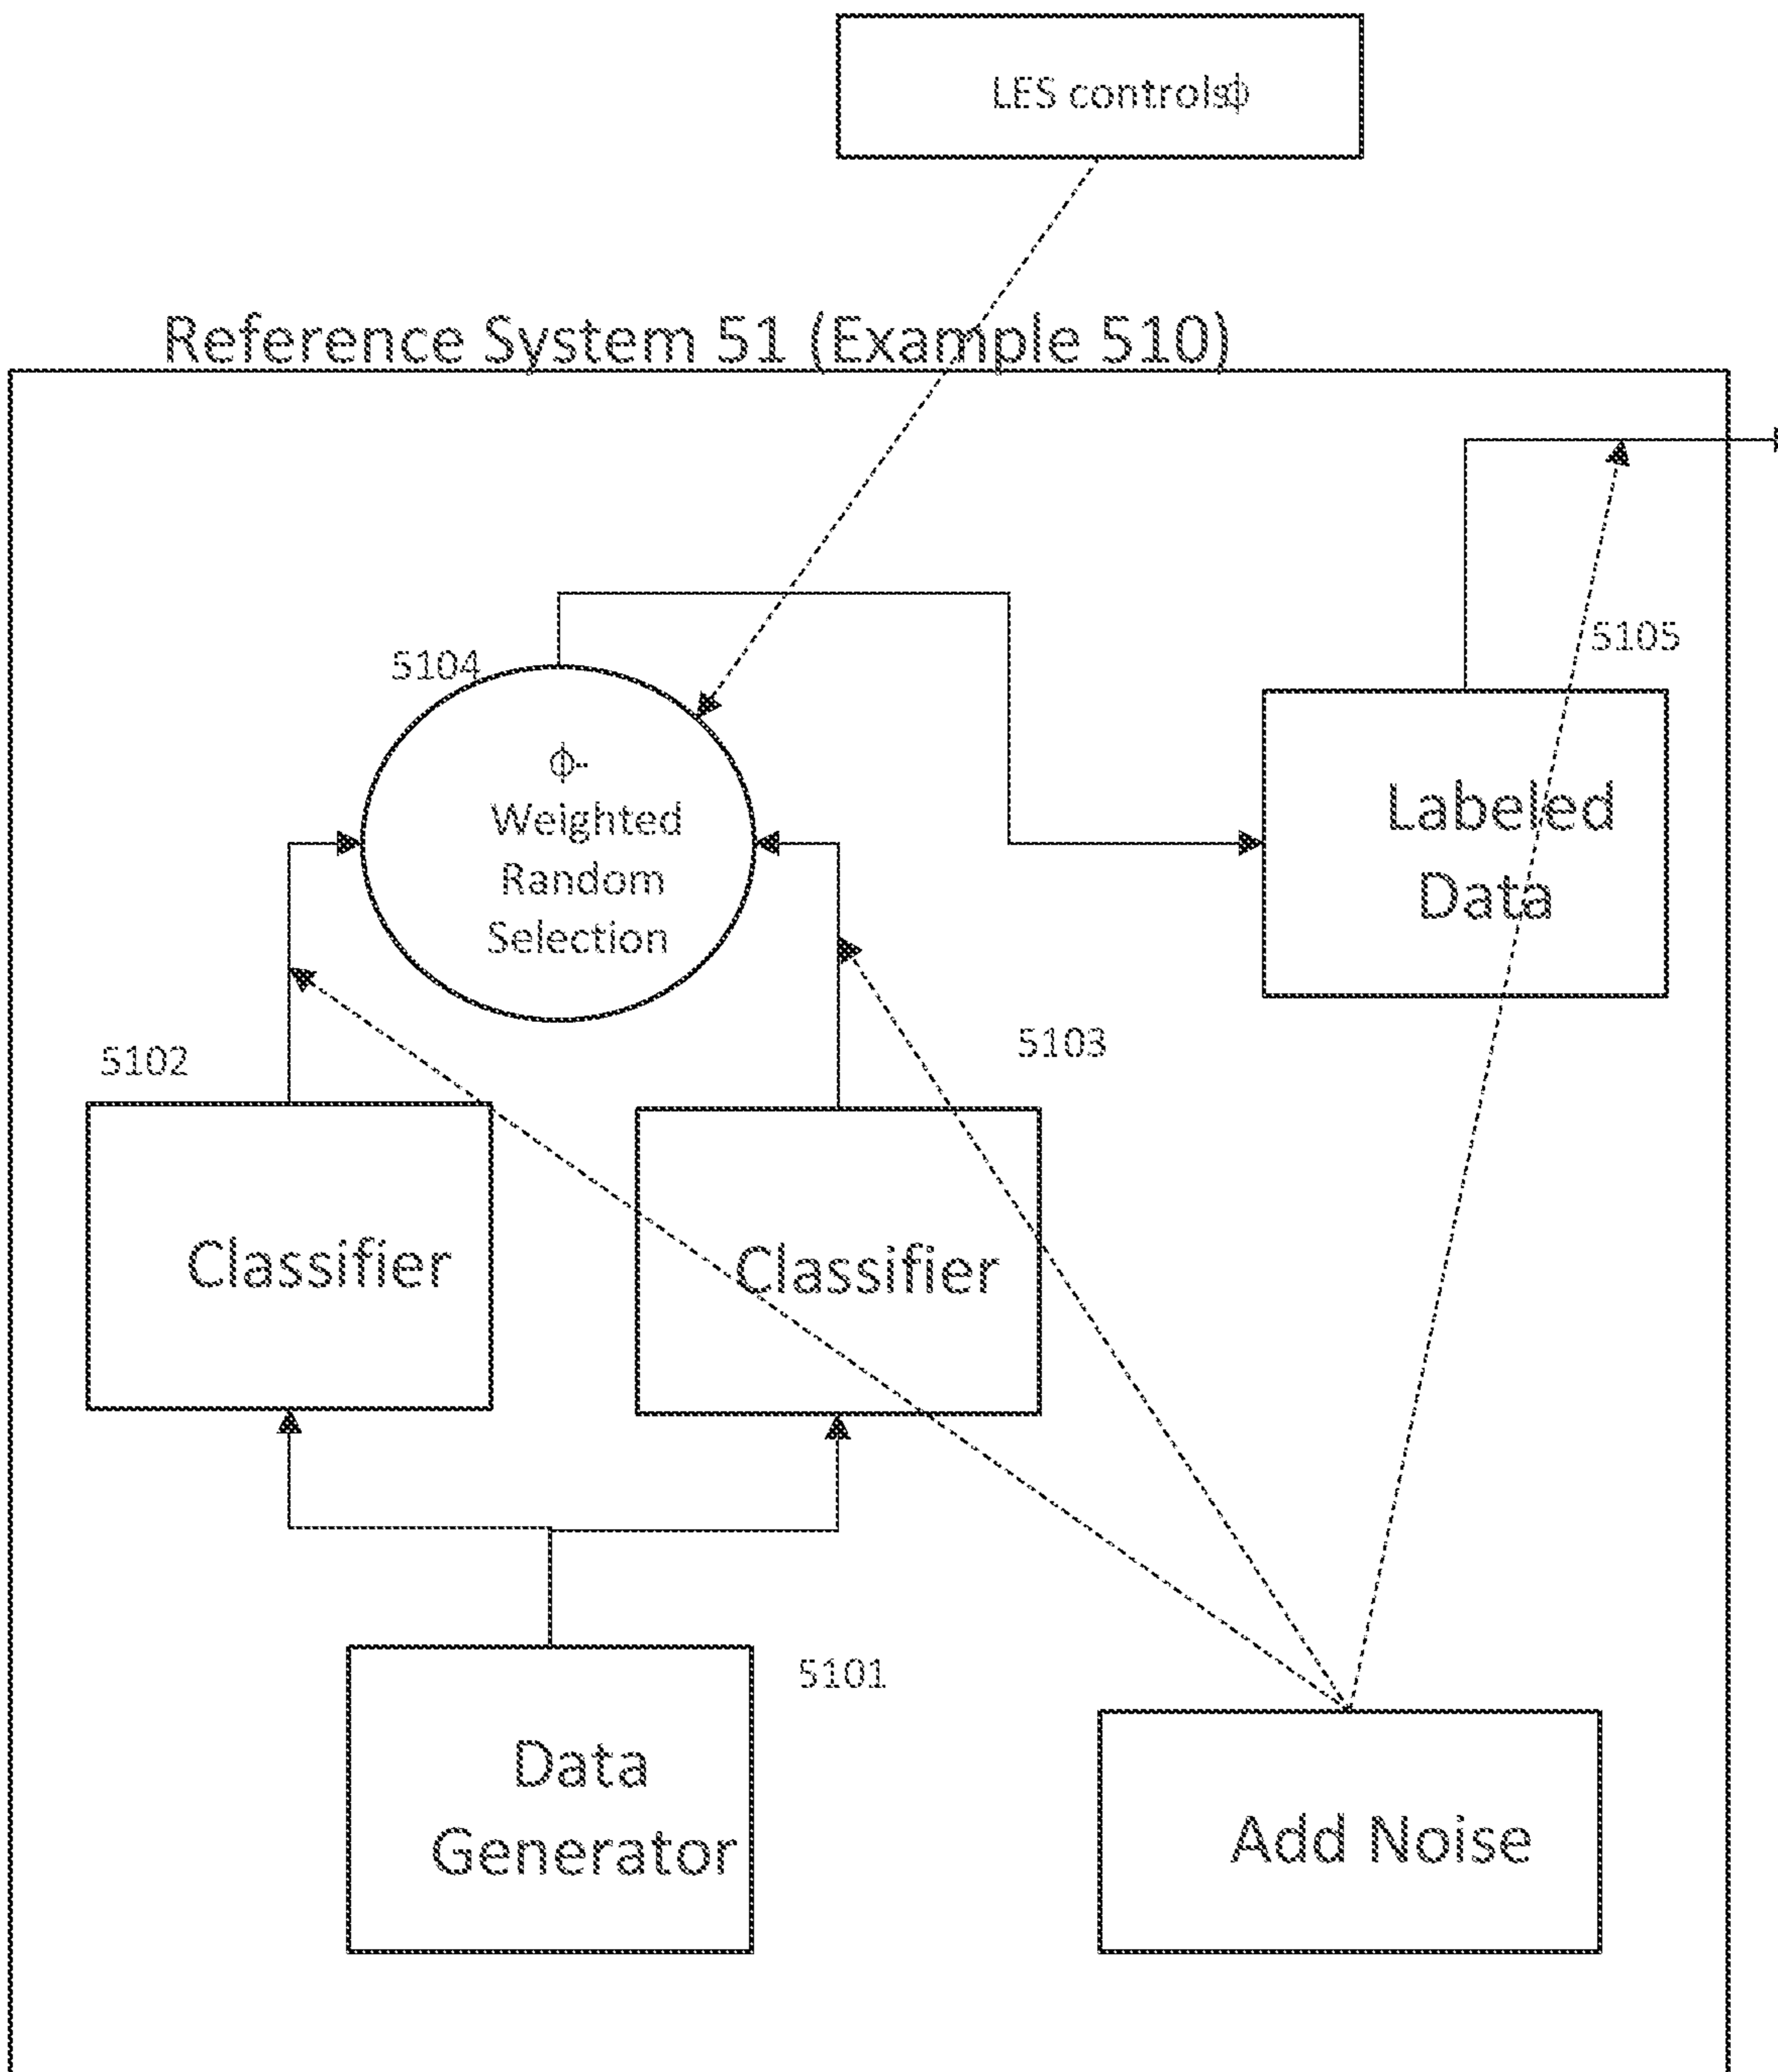 LES controlsϕ
Reference System 51 (Example 510)
5104
5105
ϕ-
Weighted
Random
Selection
Labeled
Data
5102
5103
Classifier
Classifier
5101
Data
Generator
Add Noise